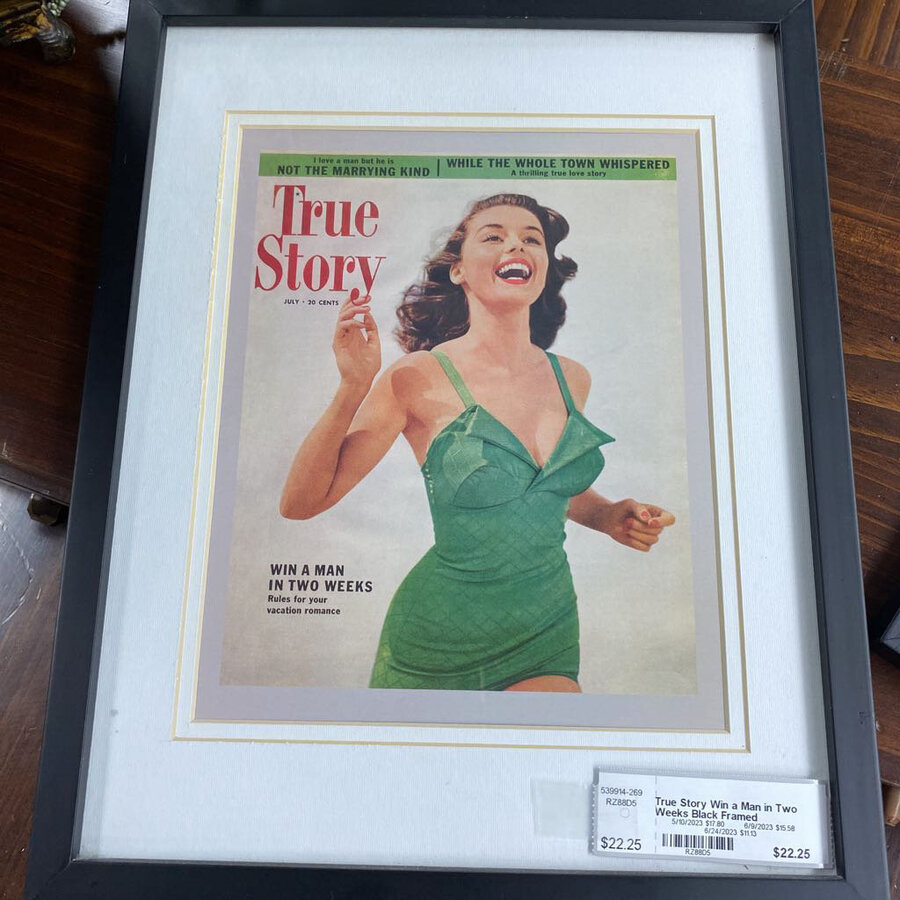 I love a man but he is
NOT THE MARRYING KIND
WHILE THE WHOLE TOWN WHISPERED
A thrilling true love story
True
Story
JULY • 20 CENTS
WIN A MAN
IN TWO WEEKS
Rules for your
vacation romance
539914-269
RZ88D5
$22.25
True Story Win a Man in Two
Weeks Black Framed
5/10/2023 $17.80 6/9/2023 $15.58
6/24/2023 $11.13
RZ88D5
$22.25